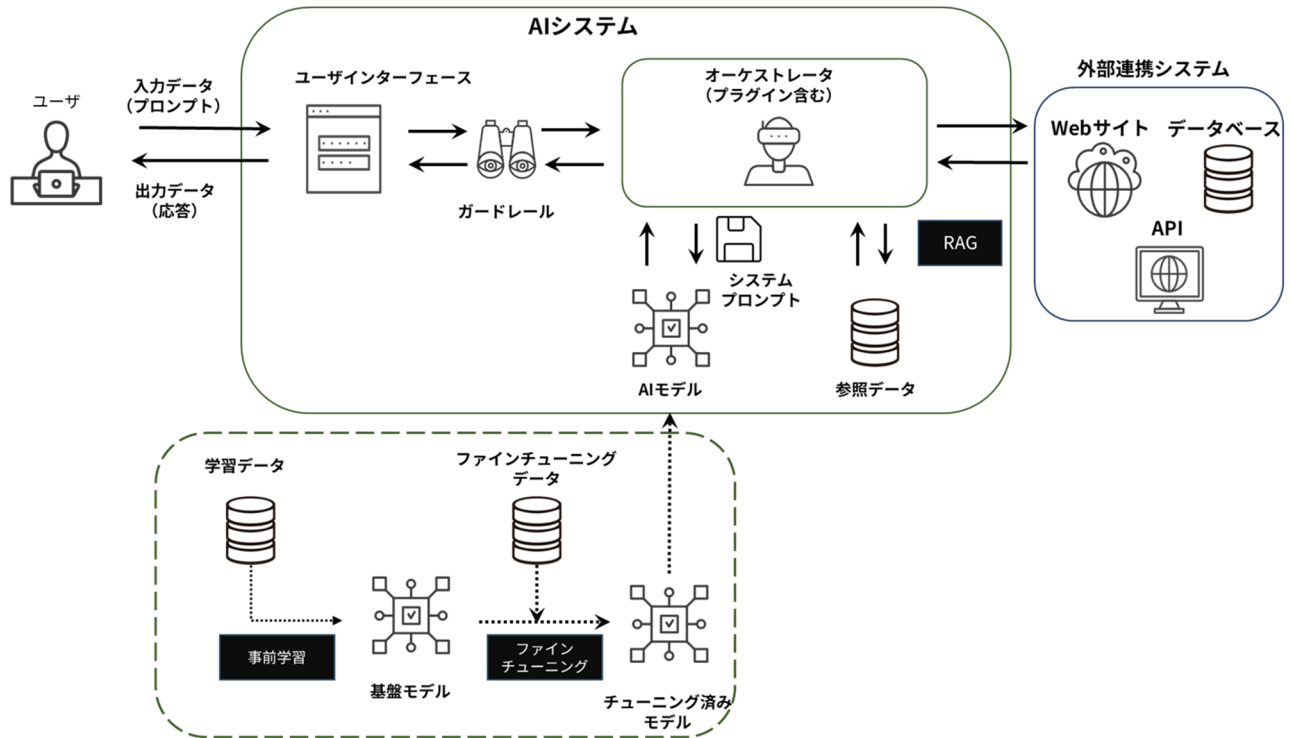 AIシステム
ユーザ
入力データ
（プロンプト）
出力データ
（応答）
ユーザインターフェース
ガードレール
オーケストレータ
（プラグイン含む）
外部連携システム
Webサイト
データベース
API
RAG
システム
プロンプト
AIモデル
参照データ
学習データ
ファインチューニング
データ
事前学習
基盤モデル
ファイン
チューニング
チューニング済み
モデル